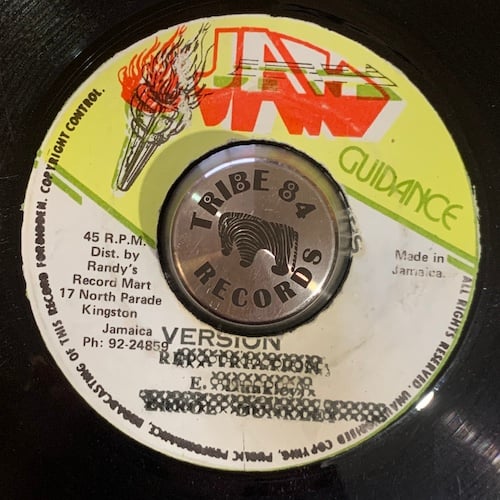 JAH
GUIDANCE
TRIBE 84
RECORDS
45 R.P.M.
Dist. by
Randy's
Record Mart
17 North Parade
Kingston
Jamaica
Ph: 92-24859
Made in
Jamaica.
VERSION
ALL RIGHTS RESERVED. UNAUTHORISED COPYING, PUBLIC PERFORMANCE, BROADCASTING OF THIS RECORD FORBIDDEN. COPYRIGHT CONTROL.